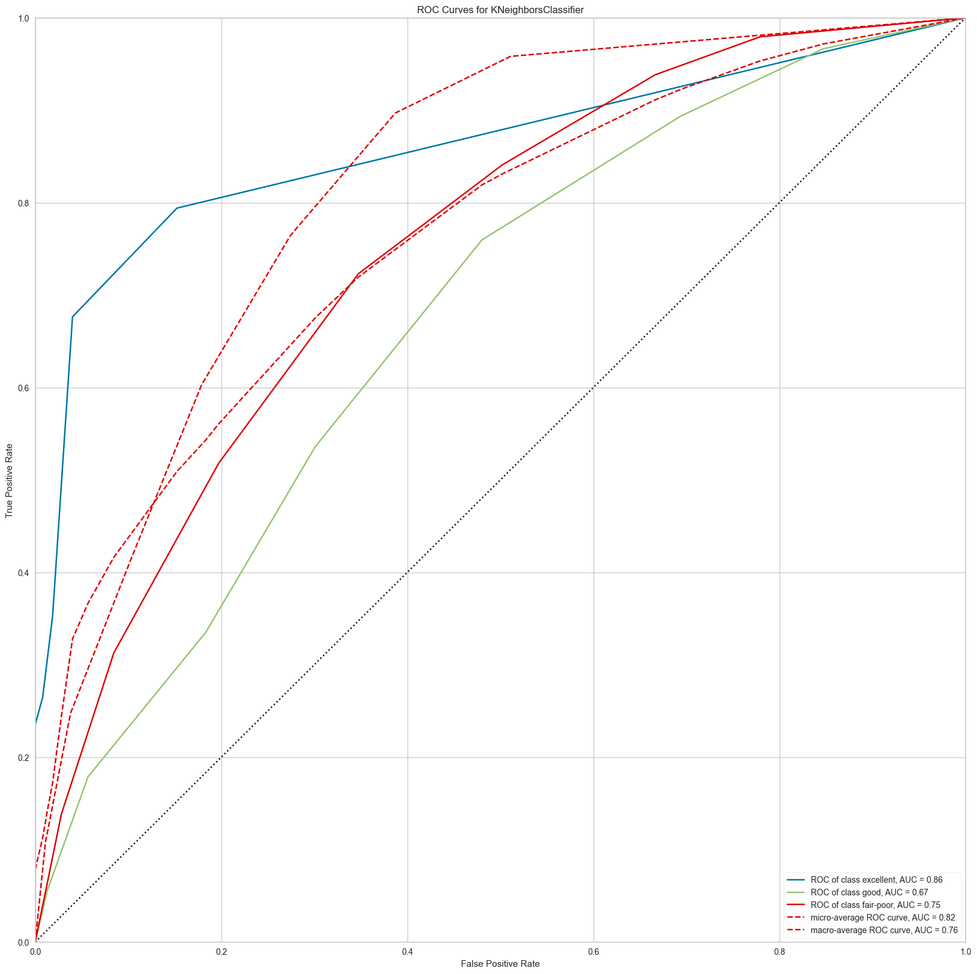 ROC Curves for KNeighborsClassifier
True Positive Rate
1.0
0.8
0.6
0.4
0.2
0.0
0.0 0.2 0.4 0.6 0.8 1.0
False Positive Rate
ROC of class excellent, AUC = 0.86
ROC of class good, AUC = 0.67
ROC of class fair-poor, AUC = 0.75
micro-average ROC curve, AUC = 0.82
macro-average ROC curve, AUC = 0.76